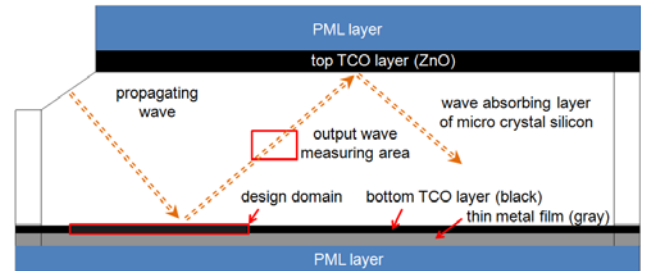 PML layer
top TCO layer (ZnO)
propagating
wave
wave absorbing layer
of micro crystal silicon
output wave
measuring area
design domain
bottom TCO layer (black)
thin metal film (gray)
PML layer